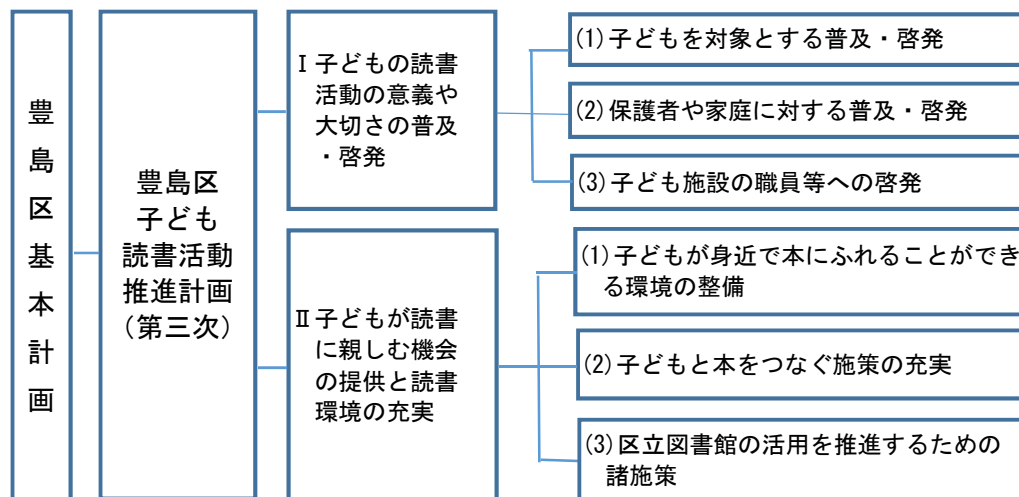 豊島区基本計画
豊島区
子ども
読書活動
推進計画
（第三次）
Ⅰ子どもの読書
活動の意義や
大切さの普及
・啓発
(1)子どもを対象とする普及・啓発
(2)保護者や家庭に対する普及・啓発
(3)子ども施設の職員等への啓発
Ⅱ子どもが読書
に親しむ機会
の提供と読書
環境の充実
(1)子どもが身近で本にふれることができ
る環境の整備
(2)子どもと本をつなぐ施策の充実
(3)区立図書館の活用を推進するための
諸施策